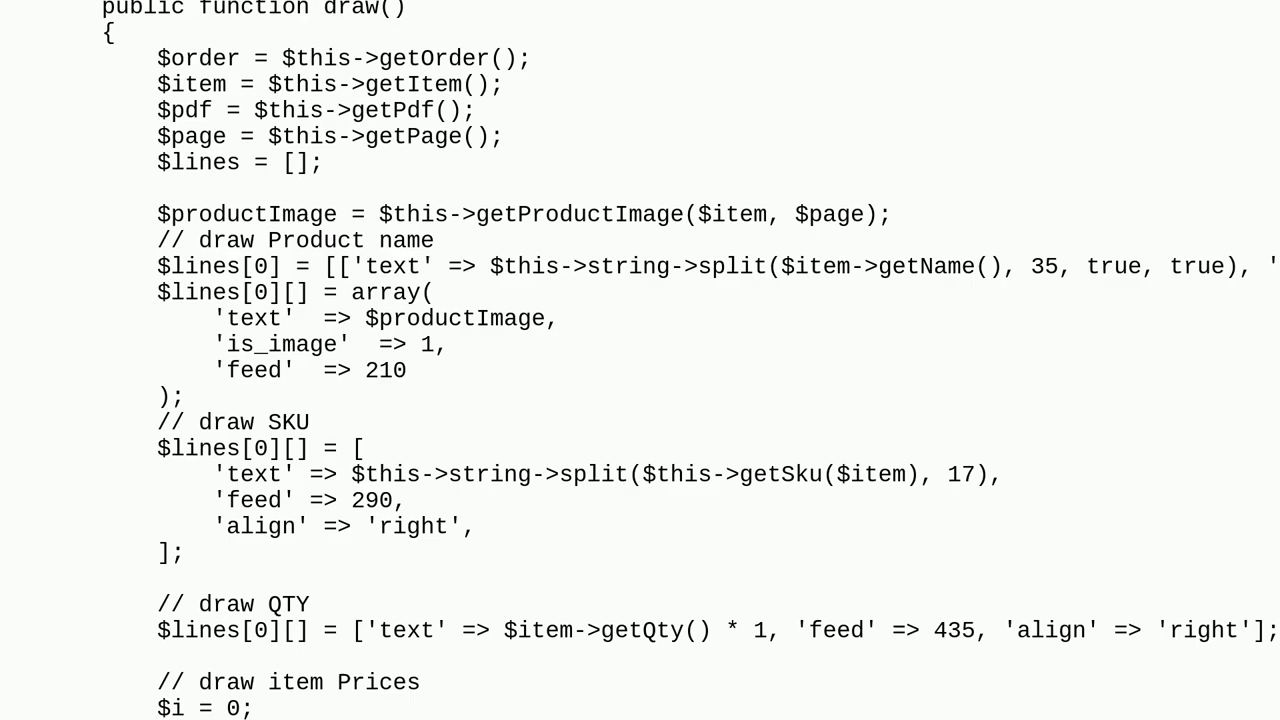 public function draw()
{
$order = $this->getOrder();
$item = $this->getItem();
$pdf = $this->getPdf();
$page = $this->getPage();
$lines = [];
$productImage = $this->getProductImage($item, $page);
// draw Product name
$lines[0] = [['text' => $this->string->split($item->getName(), 35, true, true), '
$lines[0][] = array(
'text'  => $productImage,
'is_image'  => 1,
'feed'  => 210
);
// draw SKU
$lines[0][] = [
'text' => $this->string->split($this->getSku($item), 17),
'feed' => 290,
'align' => 'right',
];
// draw QTY
$lines[0][] = ['text' => $item->getQty() * 1, 'feed' => 435, 'align' => 'right'];
// draw item Prices
$i = 0;